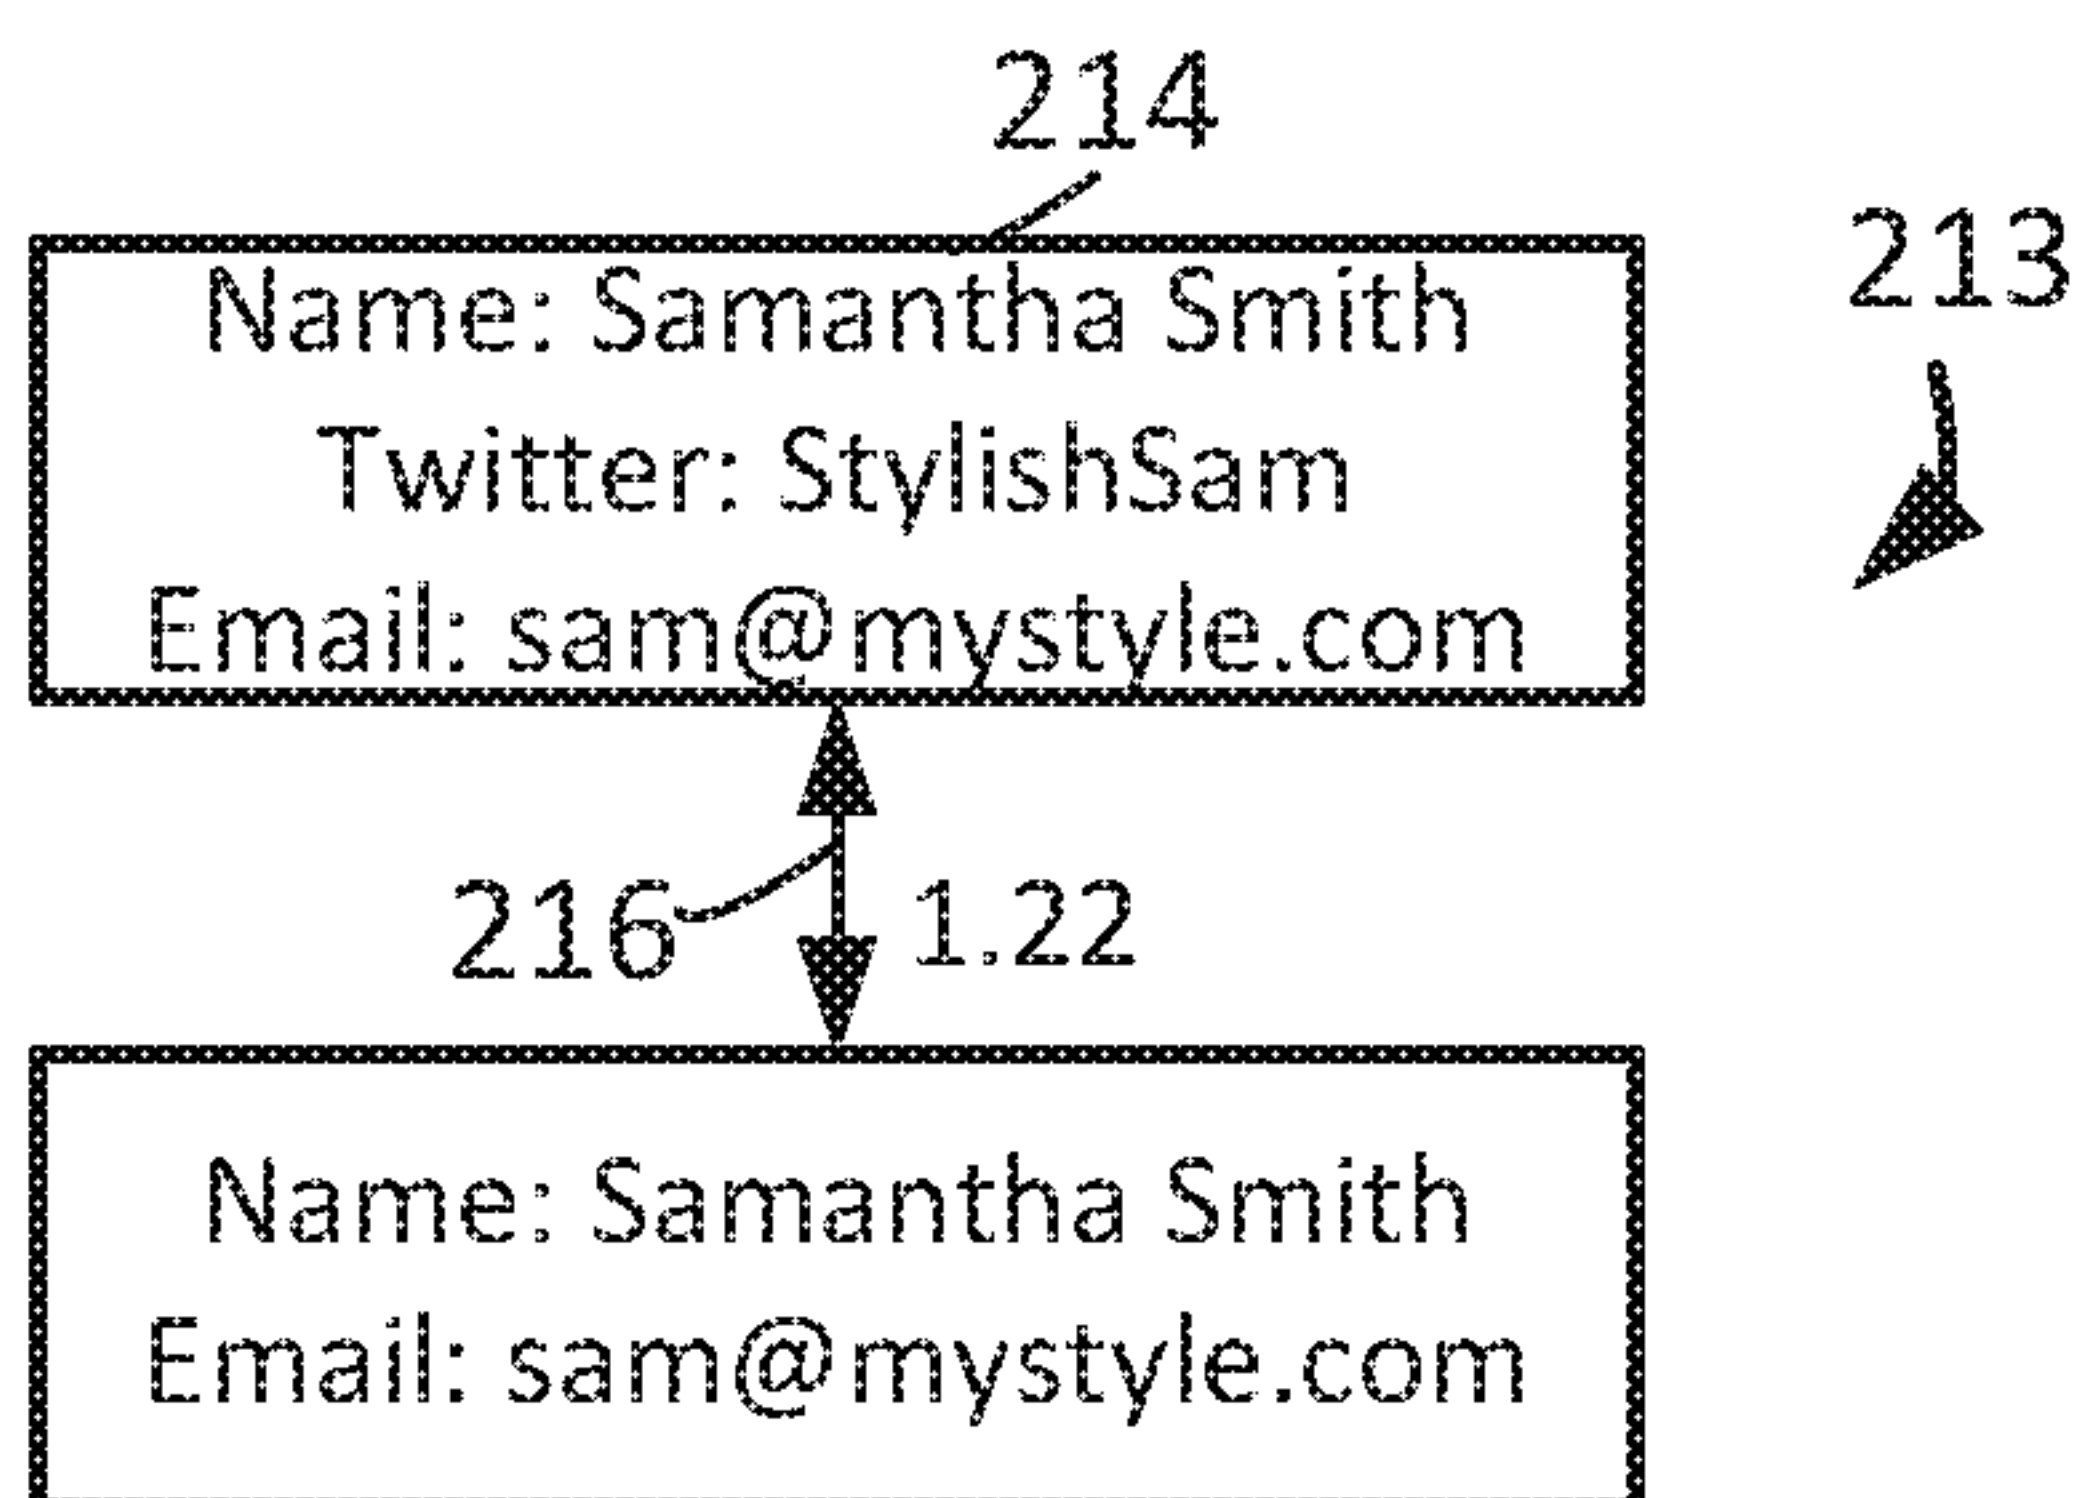 214
213
Name: Samantha Smith
Twitter: StylishSam
Email: sam@mystyle.com
216 1.22
Name: Samantha Smith
Email: sam@mystyle.com